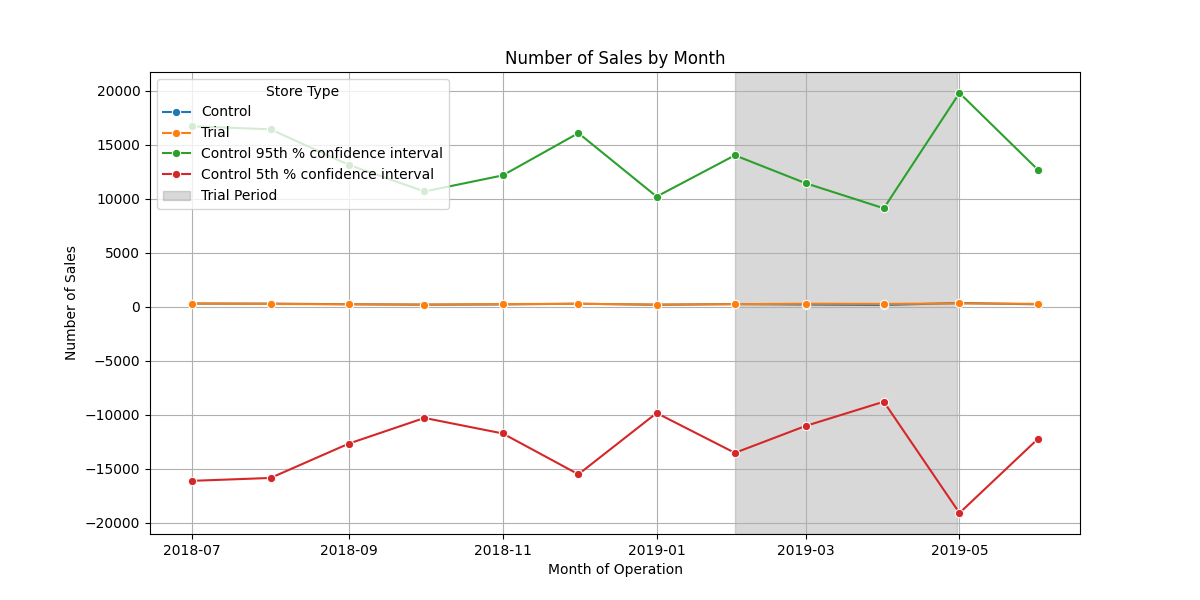 Number of Sales by Month
Store Type
Control
Trial
Control 95th % confidence interval
Control 5th % confidence interval
Trial Period
20000
15000
10000
5000
0
−5000
−10000
−15000
−20000
Number of Sales
2018-07
2018-09
2018-11
2019-01
2019-03
2019-05
Month of Operation